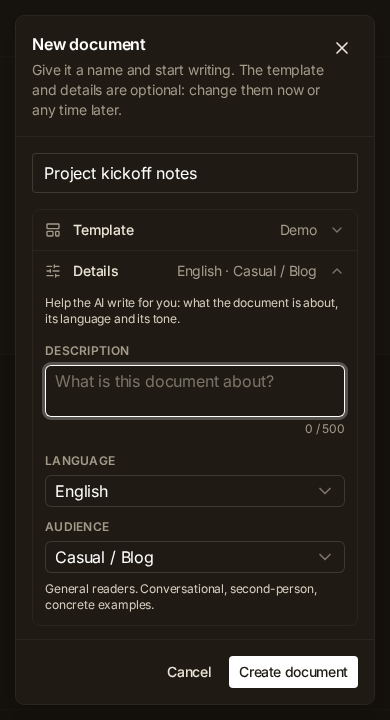 New document
Give it a name and start writing. The template
and details are optional: change them now or
any time later.
Project kickoff notes
Template
Demo
Details
English · Casual / Blog
Help the AI write for you: what the document is about,
its language and its tone.
DESCRIPTION
What is this document about?
0 / 500
LANGUAGE
English
AUDIENCE
Casual / Blog
General readers. Conversational, second-person,
concrete examples.
Cancel
Create document